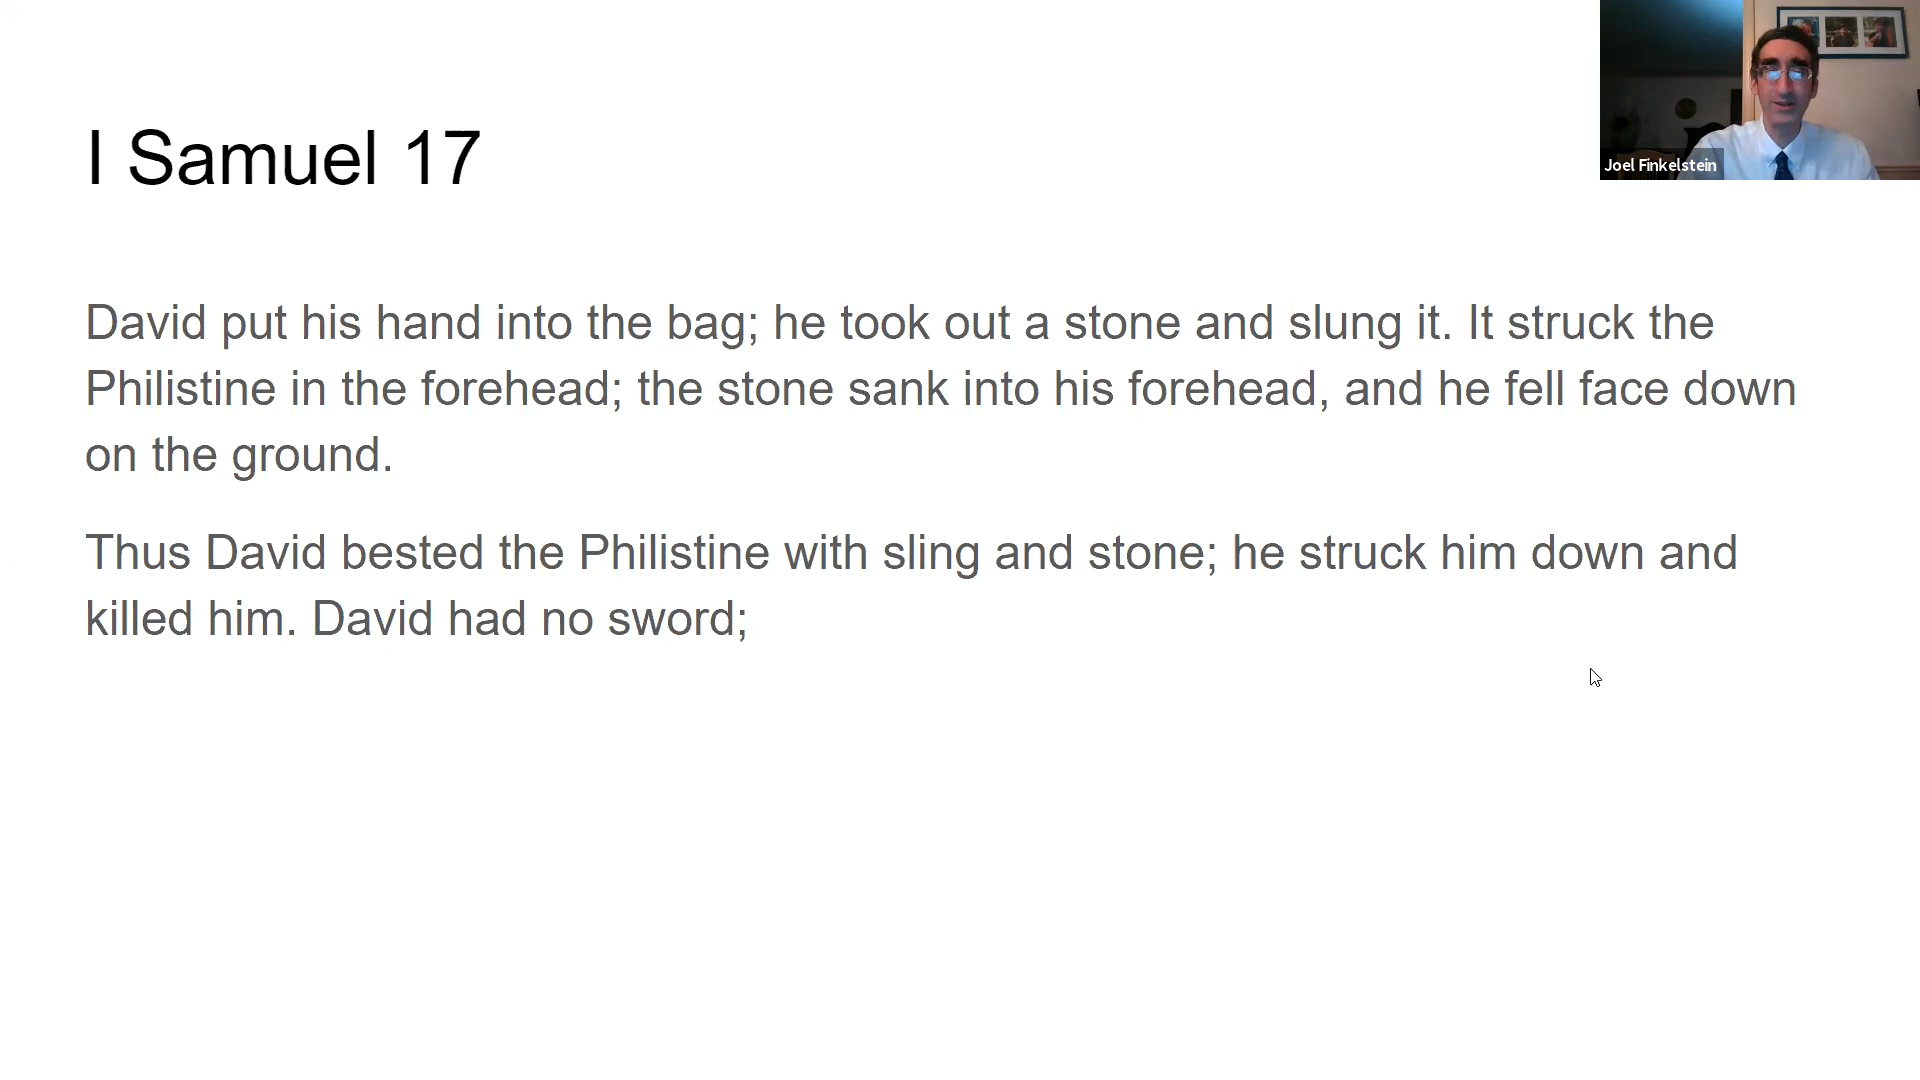 I Samuel 17
Joel Finkelstein
David put his hand into the bag; he took out a stone and slung it. It struck the
Philistine in the forehead; the stone sank into his forehead, and he fell face down
on the ground.
Thus David bested the Philistine with sling and stone; he struck him down and
killed him. David had no sword;